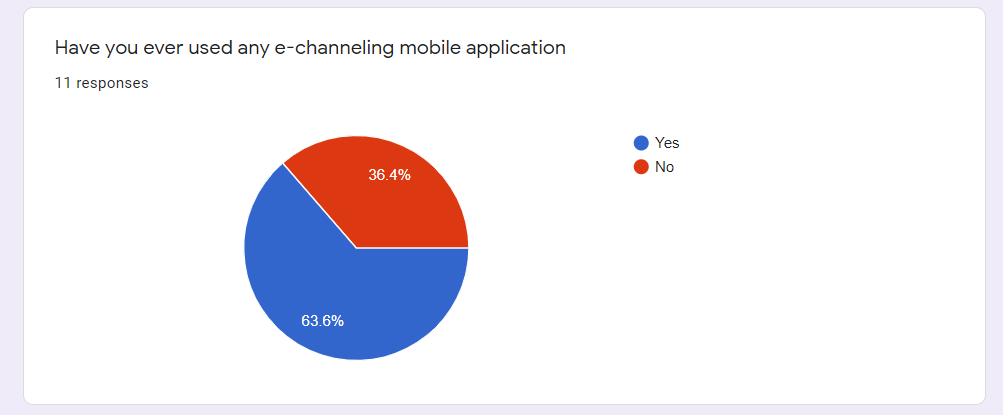 Have you ever used any e-channeling mobile application
11 responses
Yes
No
36.4%
63.6%